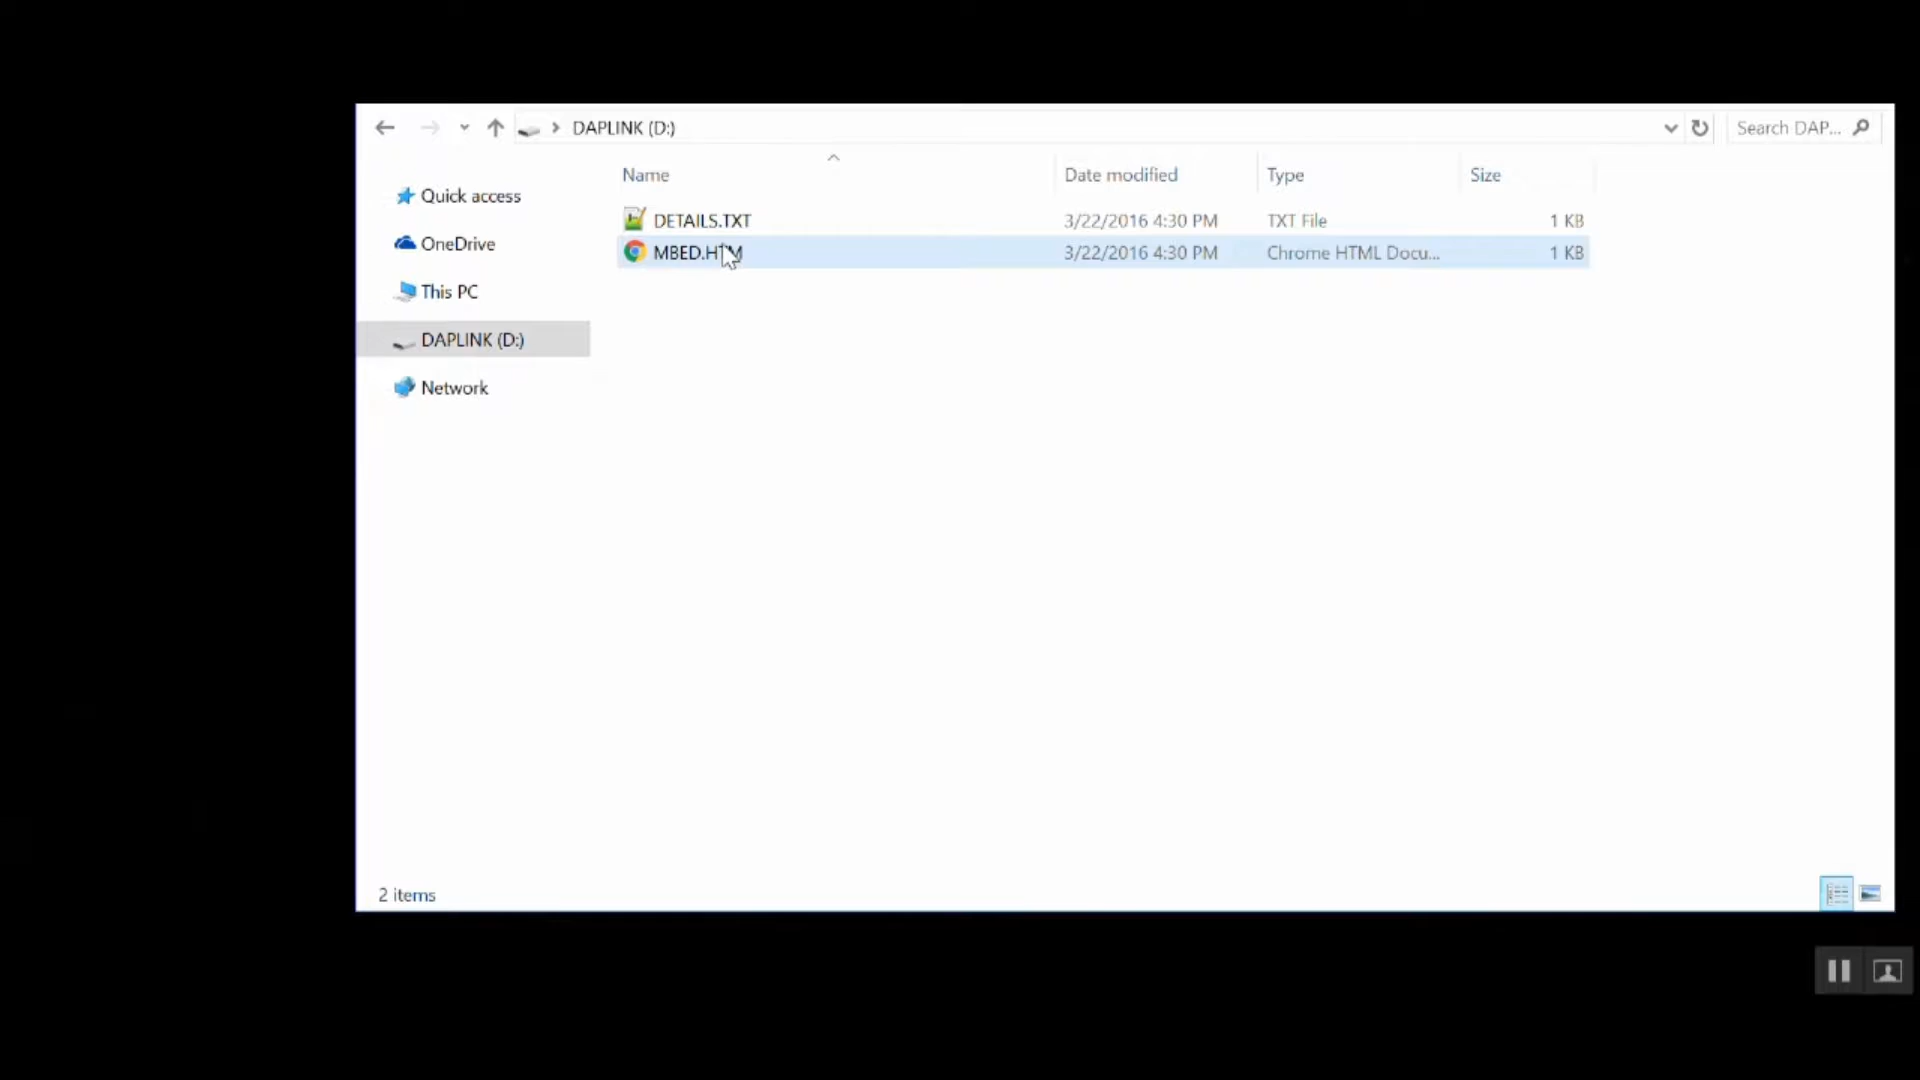 DAPLINK (D:)
Search DAP...
Name Date modified Type Size
Quick access
OneDrive
This PC
DAPLINK (D:)
Network
DETAILS.TXT 3/22/2016 4:30 PM TXT File 1 KB
MBED.HTM 3/22/2016 4:30 PM Chrome HTML Docu... 1 KB
2 items